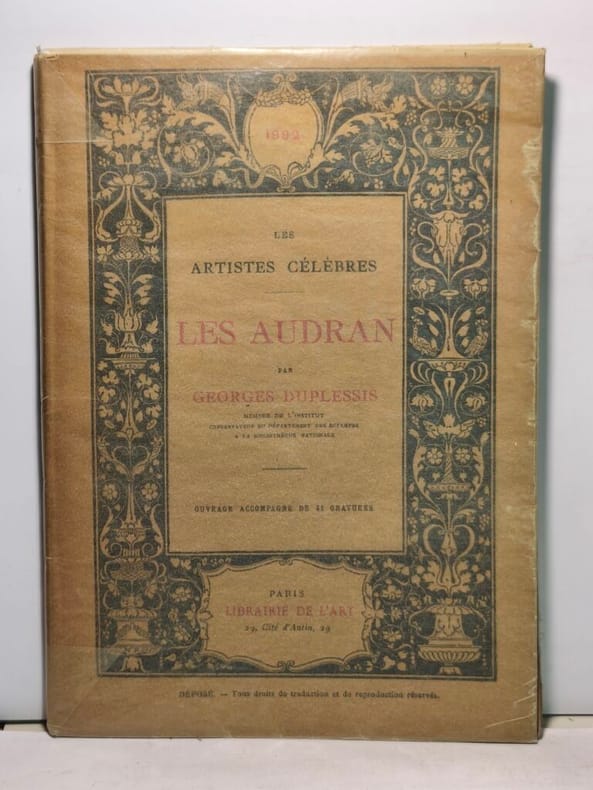 1892
LES
ARTISTES CÉLÈBRES
LES AUDRAN
PAR
GEORGES DUPLESSIS
MEMBRE DE L'INSTITUT
CONSERVATEUR DU DÉPARTEMENT DES ESTAMPES
A LA BIBLIOTHÈQUE NATIONALE
OUVRAGE ACCOMPAGNÉ DE 41 GRAVURES
PARIS
LIBRAIRIE DE L'ART
29, Cité d'Antin, 29
DÉPOSÉ. — Tous droits de traduction et de reproduction réservés.